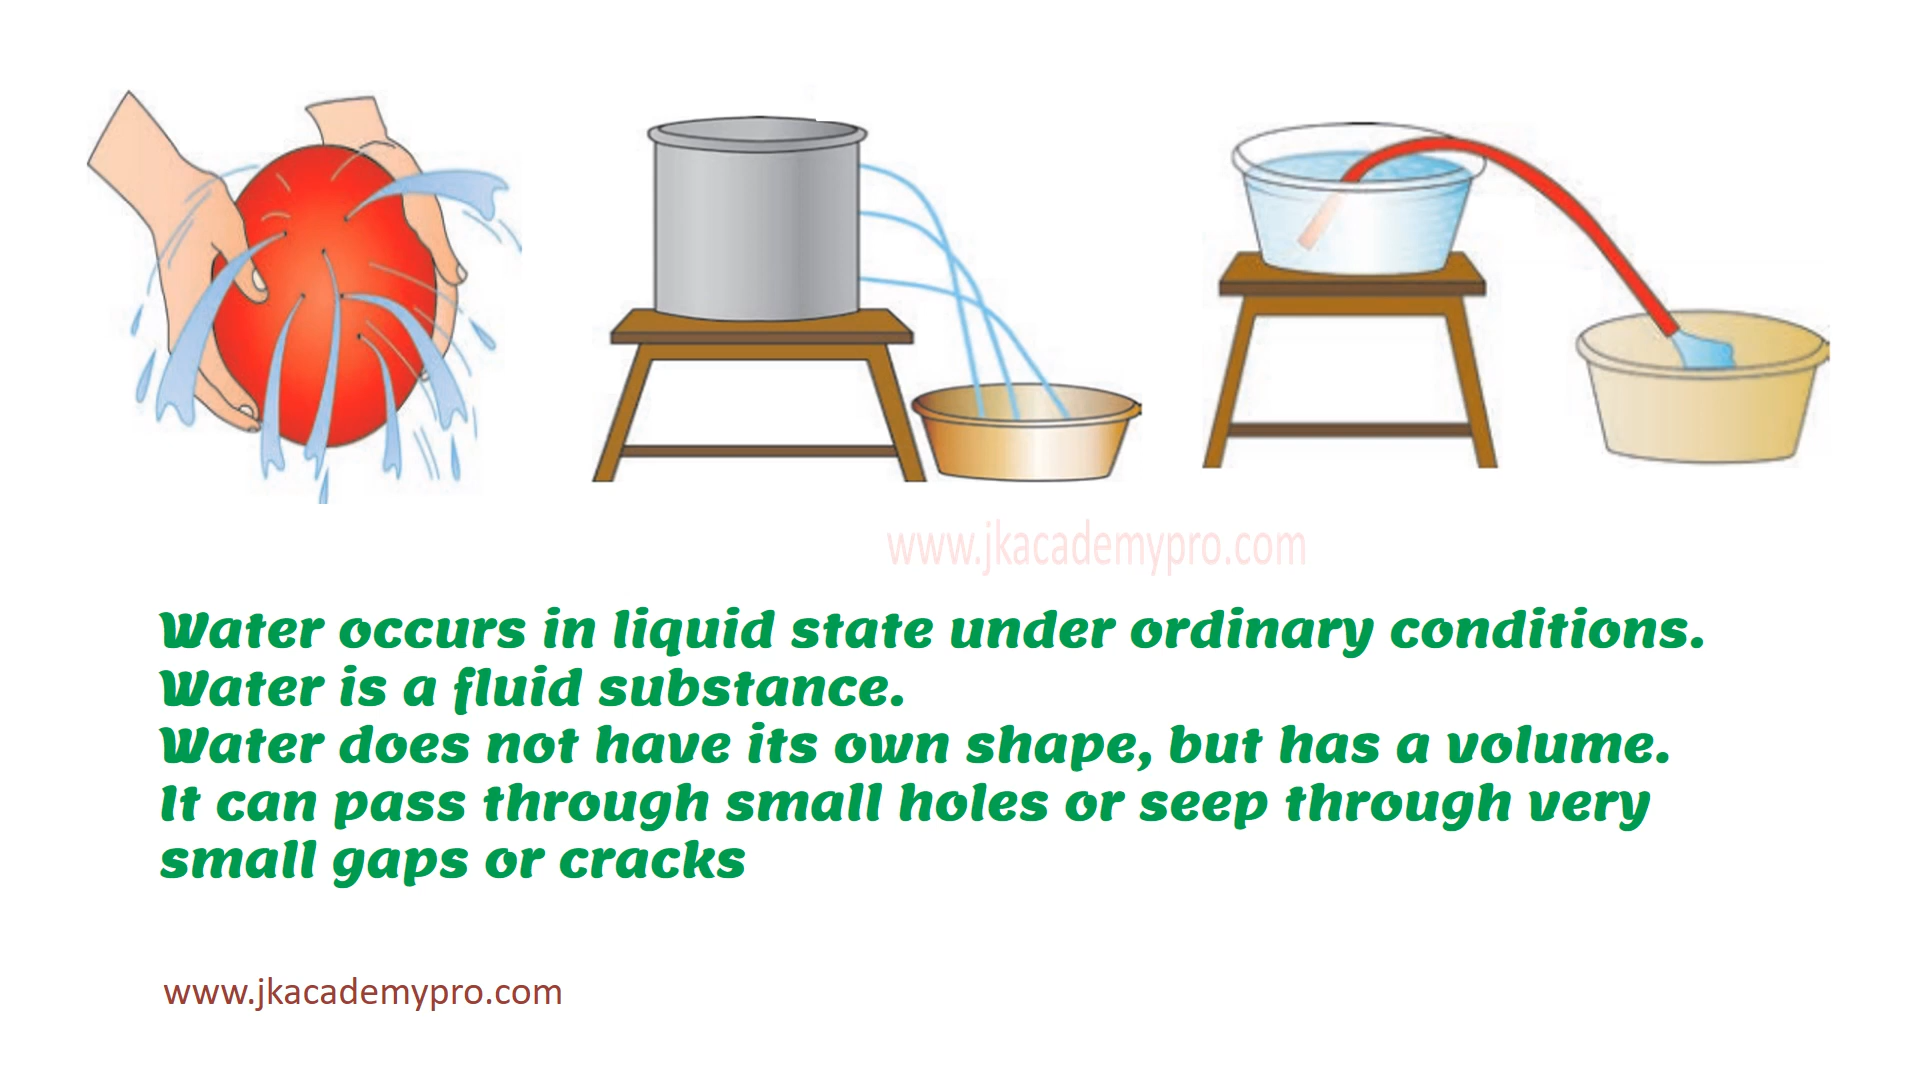 www.jkacademypro.com
Water occurs in liquid state under ordinary conditions.
Water is a fluid substance.
Water does not have its own shape, but has a volume.
It can pass through small holes or seep through very
small gaps or cracks
www.jkacademypro.com